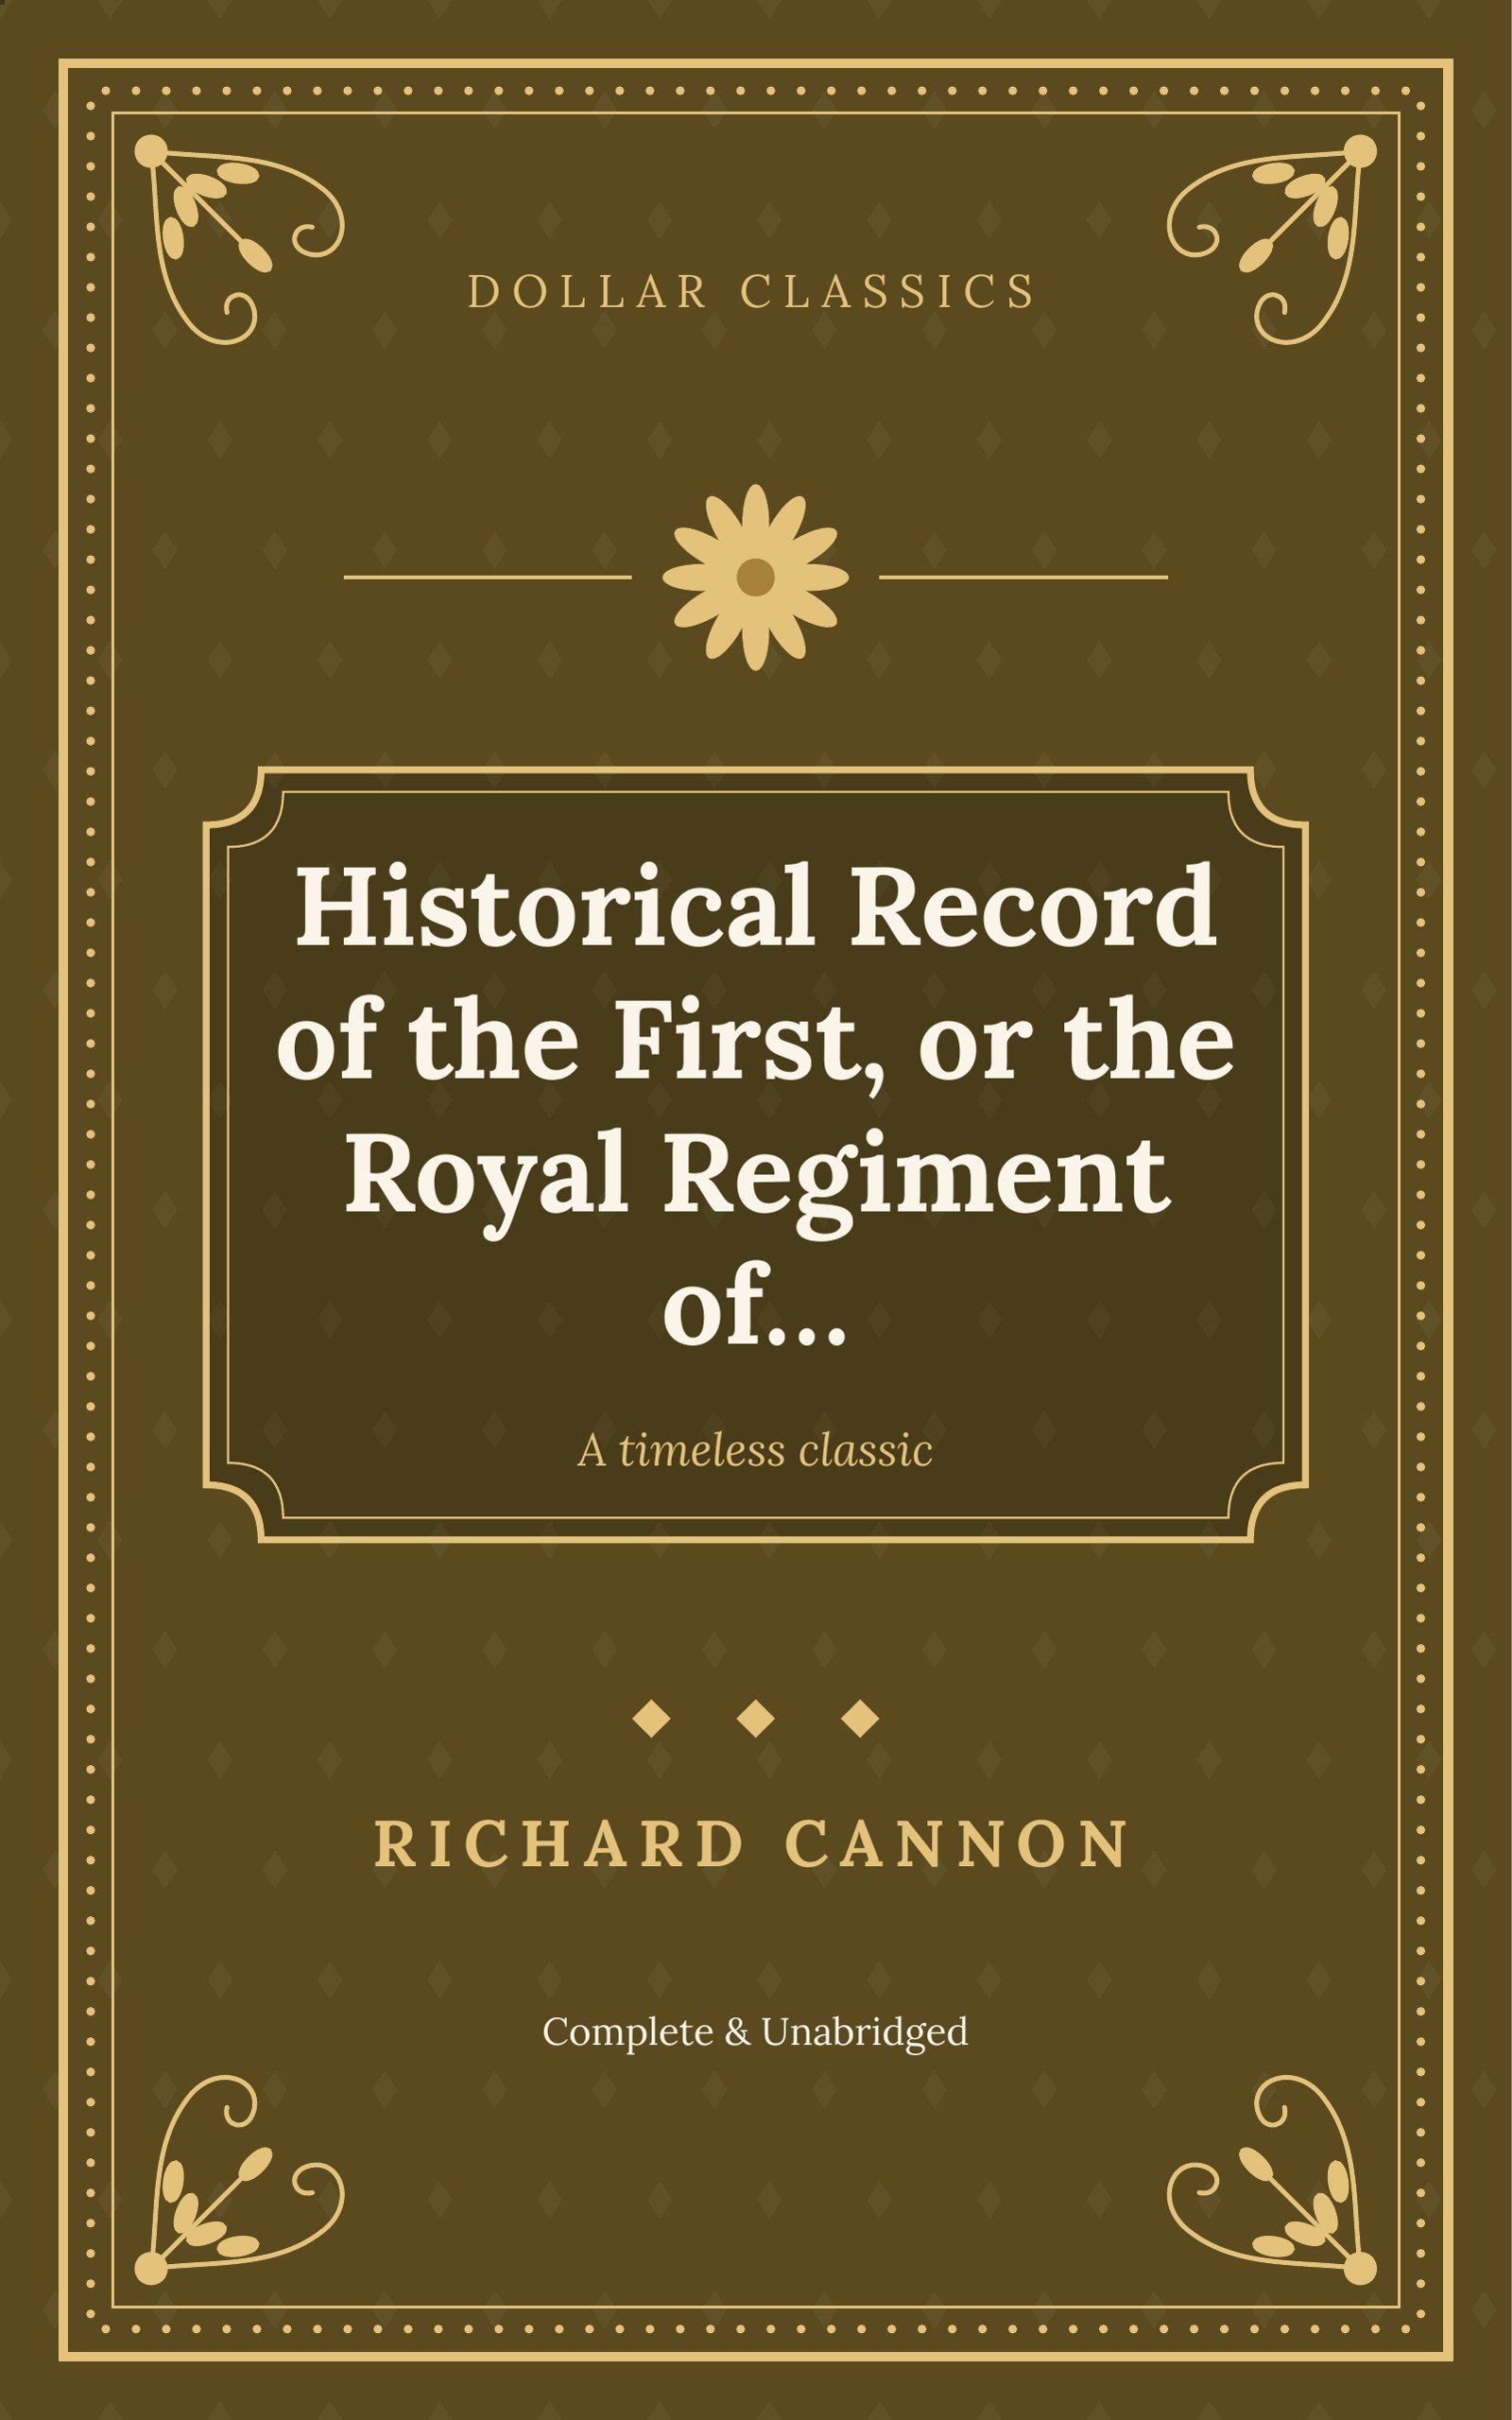 DOLLAR CLASSICS
Historical Record
of the First, or the
Royal Regiment
of...
A timeless classic
RICHARD CANNON
Complete & Unabridged